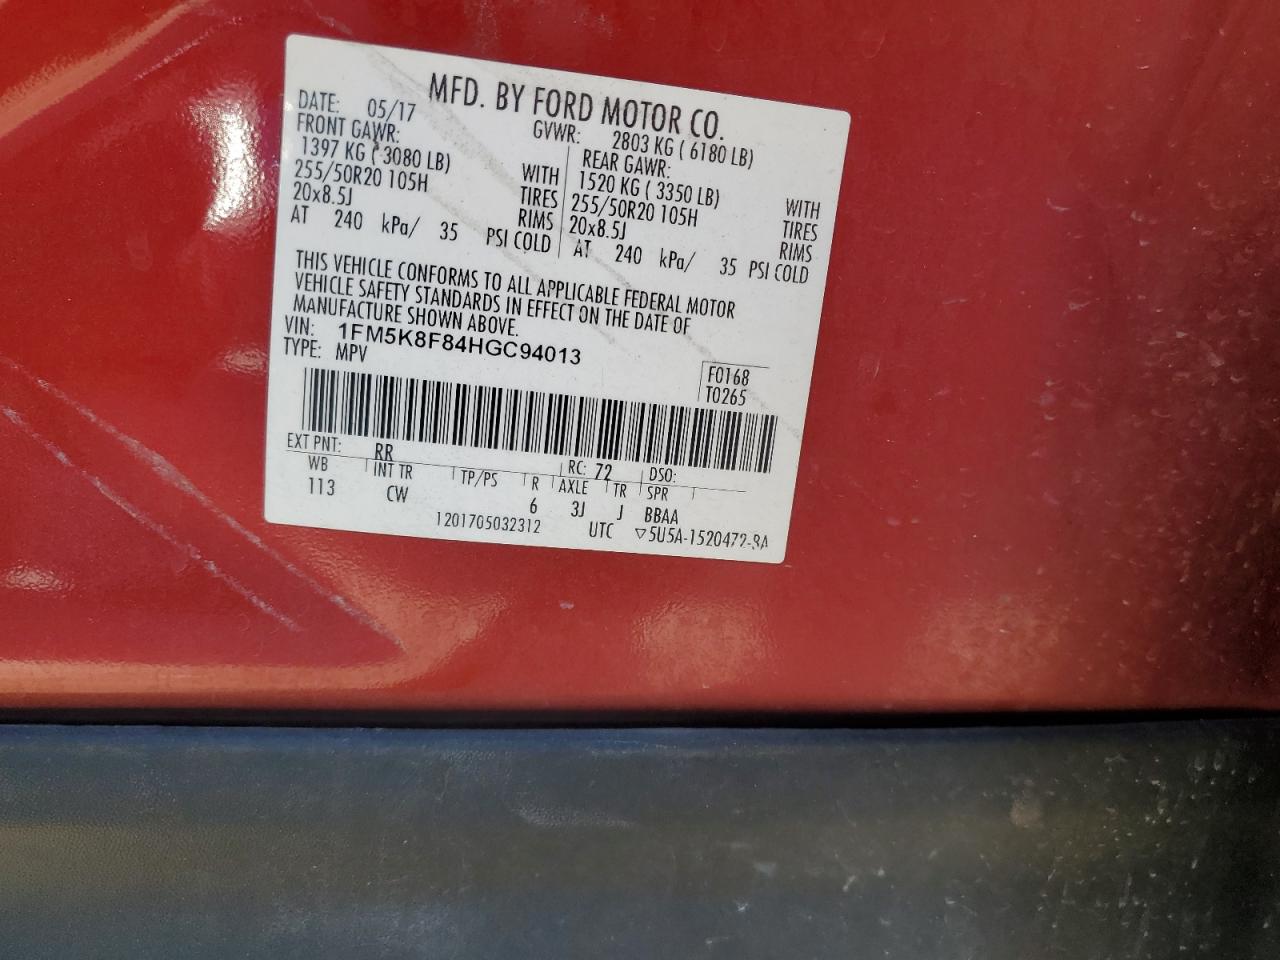 MFD. BY FORD MOTOR CO.
DATE: 05/17 GVWR: 2803 KG ( 6180 LB)
FRONT GAWR: REAR GAWR:
1397 KG ( 3080 LB) WITH 1520 KG ( 3350 LB) WITH
255/50R20 105H TIRES 255/50R20 105H TIRES
20x8.5J RIMS 20x8.5J RIMS
AT 240 kPa/ 35 PSI COLD AT 240 kPa/ 35 PSI COLD
THIS VEHICLE CONFORMS TO ALL APPLICABLE FEDERAL MOTOR
VEHICLE SAFETY STANDARDS IN EFFECT ON THE DATE OF
MANUFACTURE SHOWN ABOVE.
VIN: 1FM5K8F84HGC94013
TYPE: MPV
F0168
T0265
EXT PNT: RR RC: 72 DSO:
WB INT TR TP/PS R AXLE TR SPR
113 CW 6 3J J BBAA
1201705032312 UTC ▽5U5A-1520472-BA